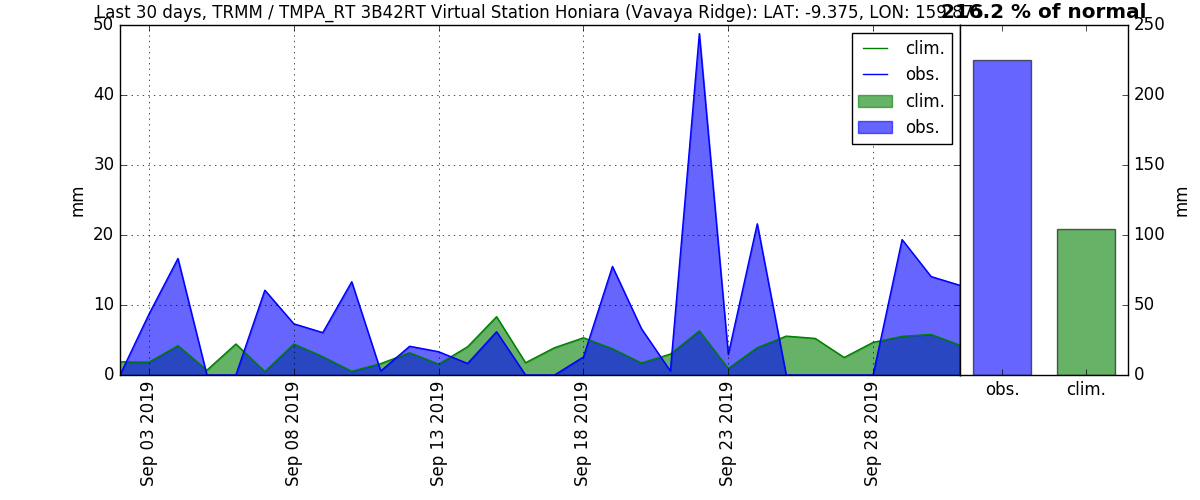 Last 30 days, TRMM / TMPA_RT 3B42RT Virtual Station Honiara (Vavaya Ridge): LAT: -9.375, LON:
216.2 % of normal
50
40
30
20
10
0
mm
clim.
obs.
clim.
obs.
Sep 03 2019
Sep 08 2019
Sep 13 2019
Sep 18 2019
Sep 23 2019
Sep 28 2019
250
200
150
100
50
0
mm
obs.
clim.